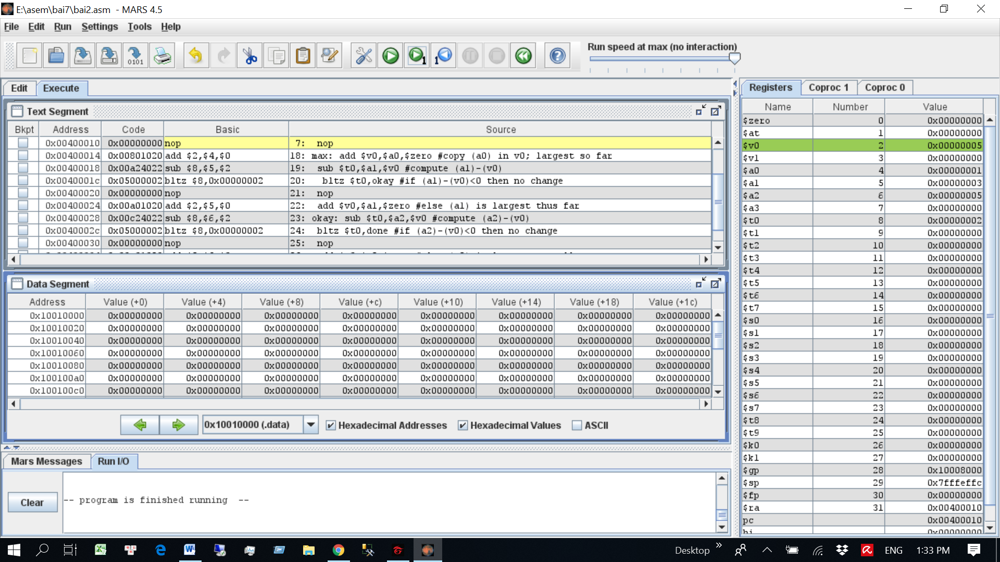 E:\asem\bai7\bai2.asm - MARS 4.5
File Edit Run Settings Tools Help
Run speed at max (no interaction)
0101
1
1
Edit Execute
Text Segment
Bkpt Address Code Basic Source
0x00400010 0x00000000 nop 7: nop
0x00400014 0x00801020 add $2,$4,$0 18: max: add $v0,$a0,$zero #copy (a0) in v0; largest so far
0x00400018 0x00a24022 sub $8,$5,$2 19: sub $t0,$a1,$v0 #compute (a1)-(v0)
0x0040001c 0x05000002 bltz $8,0x00000002 20: bltz $t0,okay #if (a1)-(v0)<0 then no change
0x00400020 0x00000000 nop 21: nop
0x00400024 0x00a01020 add $2,$5,$0 22: add $v0,$a1,$zero #else (a1) is largest thus far
0x00400028 0x00c24022 sub $8,$6,$2 23: okay: sub $t0,$a2,$v0 #compute (a2)-(v0)
0x0040002c 0x05000002 bltz $8,0x00000002 24: bltz $t0,done #if (a2)-(v0)<0 then no change
0x00400030 0x00000000 nop 25: nop
Data Segment
Address Value (+0) Value (+4) Value (+8) Value (+c) Value (+10) Value (+14) Value (+18) Value (+1c)
0x10010000 0x00000000 0x00000000 0x00000000 0x00000000 0x00000000 0x00000000 0x00000000 0x00000000
0x10010020 0x00000000 0x00000000 0x00000000 0x00000000 0x00000000 0x00000000 0x00000000 0x00000000
0x10010040 0x00000000 0x00000000 0x00000000 0x00000000 0x00000000 0x00000000 0x00000000 0x00000000
0x10010060 0x00000000 0x00000000 0x00000000 0x00000000 0x00000000 0x00000000 0x00000000 0x00000000
0x10010080 0x00000000 0x00000000 0x00000000 0x00000000 0x00000000 0x00000000 0x00000000 0x00000000
0x100100a0 0x00000000 0x00000000 0x00000000 0x00000000 0x00000000 0x00000000 0x00000000 0x00000000
0x100100c0 0x00000000 0x00000000 0x00000000 0x00000000 0x00000000 0x00000000 0x00000000 0x00000000
0x10010000 (.data) Hexadecimal Addresses Hexadecimal Values ASCII
Mars Messages Run I/O
Clear
-- program is finished running --
Registers Coproc 1 Coproc 0
Name Number Value
$zero 0 0x00000000
$at 1 0x00000000
$v0 2 0x00000005
$v1 3 0x00000000
$a0 4 0x00000001
$a1 5 0x00000003
$a2 6 0x00000005
$a3 7 0x00000000
$t0 8 0x00000002
$t1 9 0x00000000
$t2 10 0x00000000
$t3 11 0x00000000
$t4 12 0x00000000
$t5 13 0x00000000
$t6 14 0x00000000
$t7 15 0x00000000
$s0 16 0x00000000
$s1 17 0x00000000
$s2 18 0x00000000
$s3 19 0x00000000
$s4 20 0x00000000
$s5 21 0x00000000
$s6 22 0x00000000
$s7 23 0x00000000
$t8 24 0x00000000
$t9 25 0x00000000
$k0 26 0x00000000
$k1 27 0x00000000
$gp 28 0x10008000
$sp 29 0x7fffeffc
$fp 30 0x00000000
$ra 31 0x00400010
pc 0x00400010
hi 0x00000000
Desktop ENG 1:33 PM